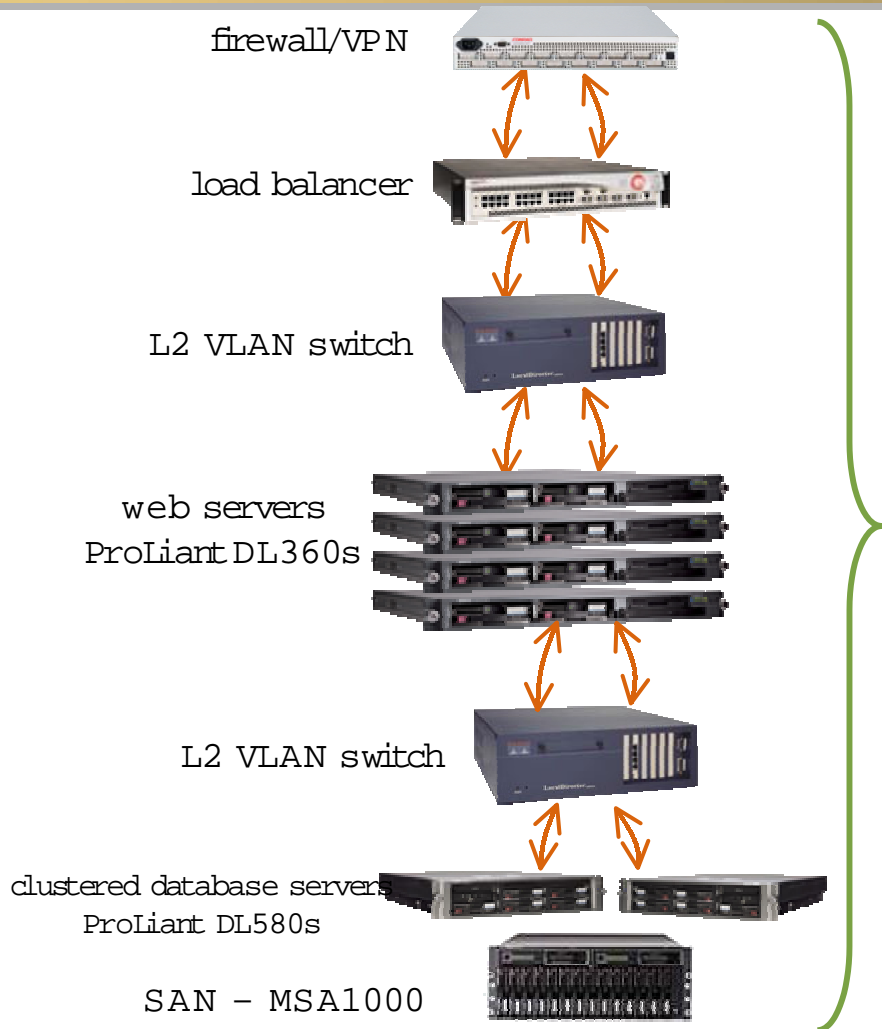 firewall/VPN
load balancer
L2 VLAN switch
web servers
ProLiant DL360s
L2 VLAN switch
clustered database servers
ProLiant DL580s
SAN – MSA1000